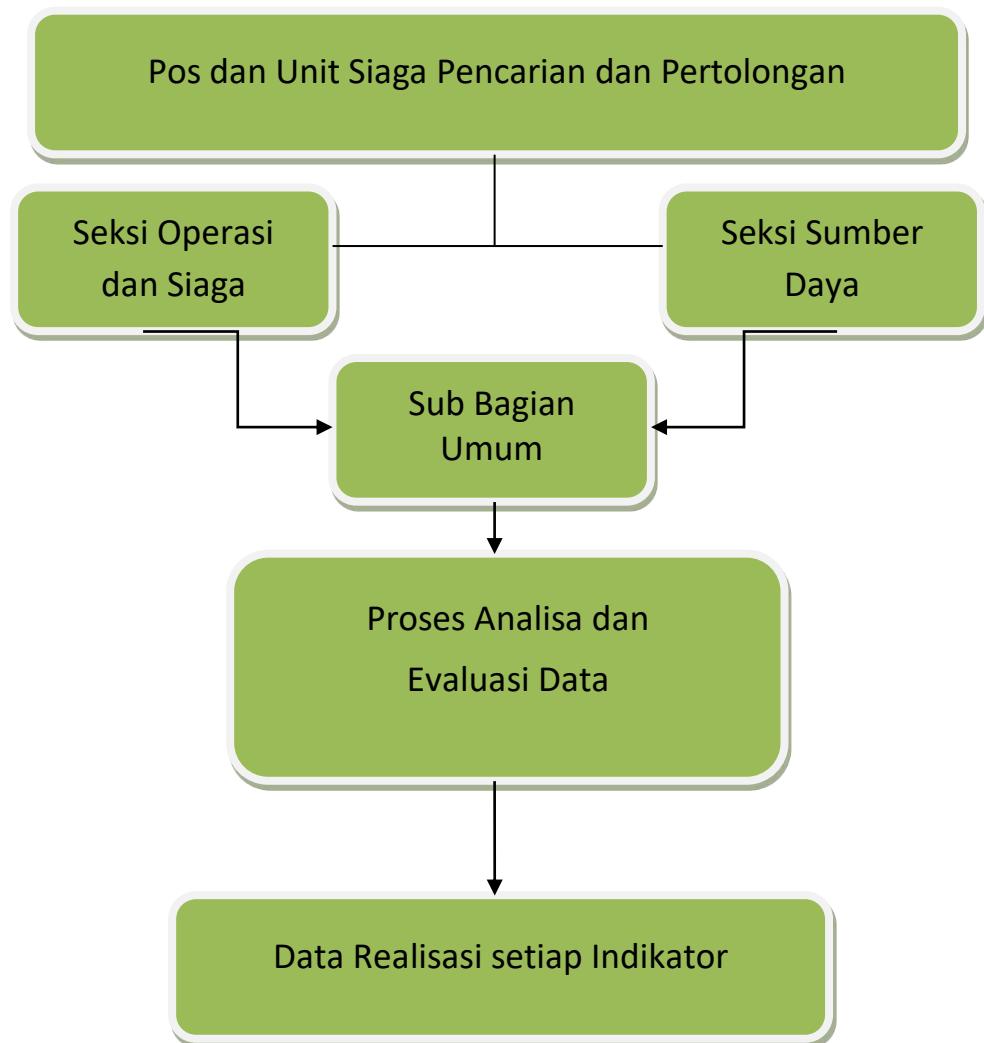 Pos dan Unit Siaga Pencarian dan Pertolongan
Seksi Operasi
dan Siaga
Seksi Sumber
Daya
Sub Bagian
Umum
Proses Analisa dan
Evaluasi Data
Data Realisasi setiap Indikator